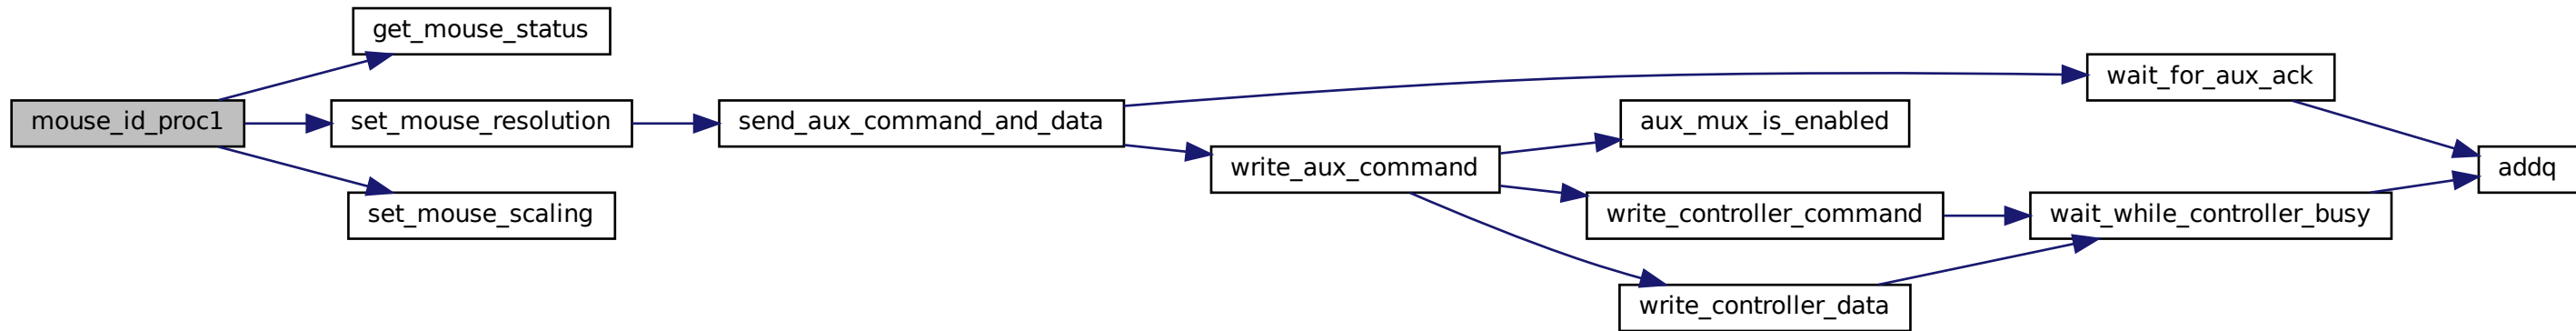 mouse_id_proc1
get_mouse_status
set_mouse_resolution
set_mouse_scaling
send_aux_command_and_data
wait_for_aux_ack
write_aux_command
aux_mux_is_enabled
write_controller_command
write_controller_data
wait_while_controller_busy
addq